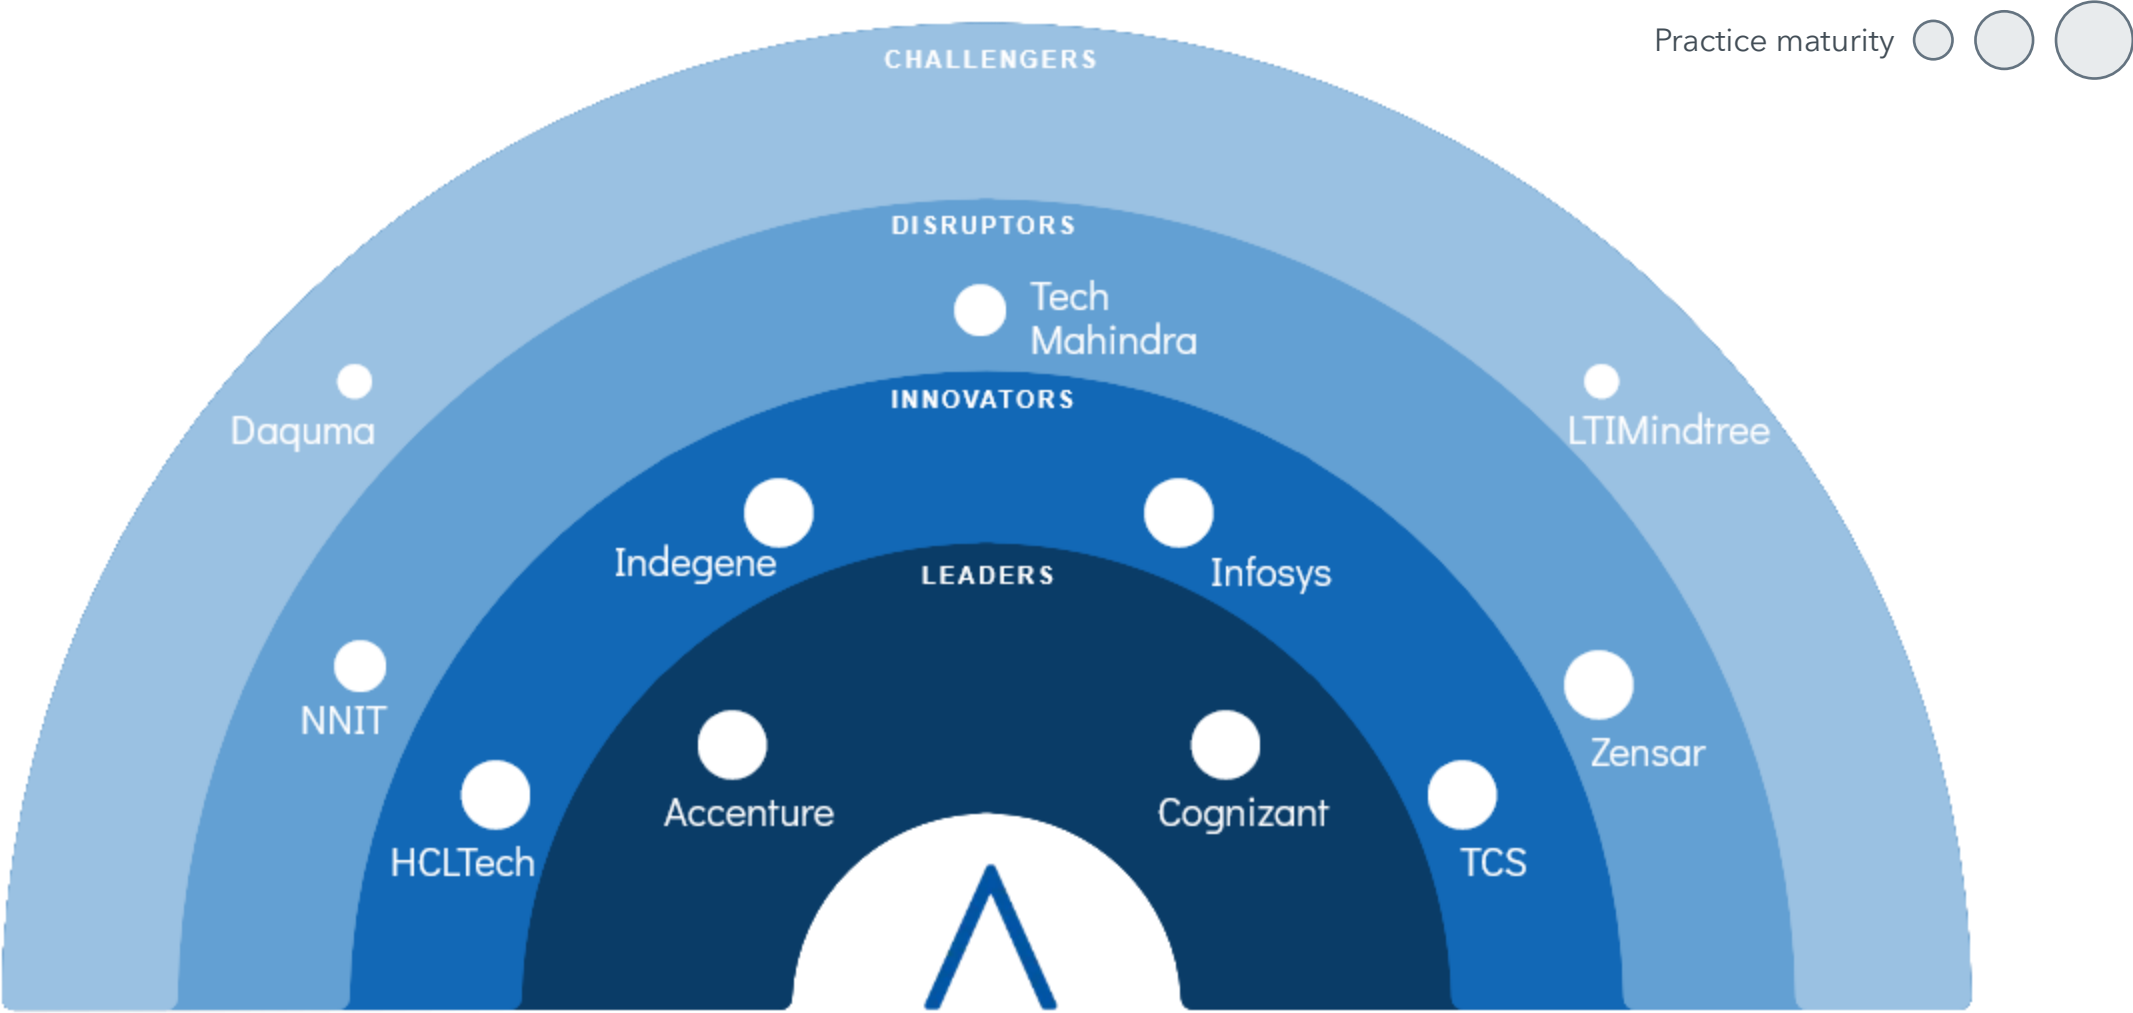 Practice maturity
CHALLENGERS
DISRUPTORS
Tech
Mahindra
INNOVATORS
Daquma
LTIMindtree
Indegene
Infosys
LEADERS
NNIT
Zensar
Accenture
Cognizant
HCLTech
TCS